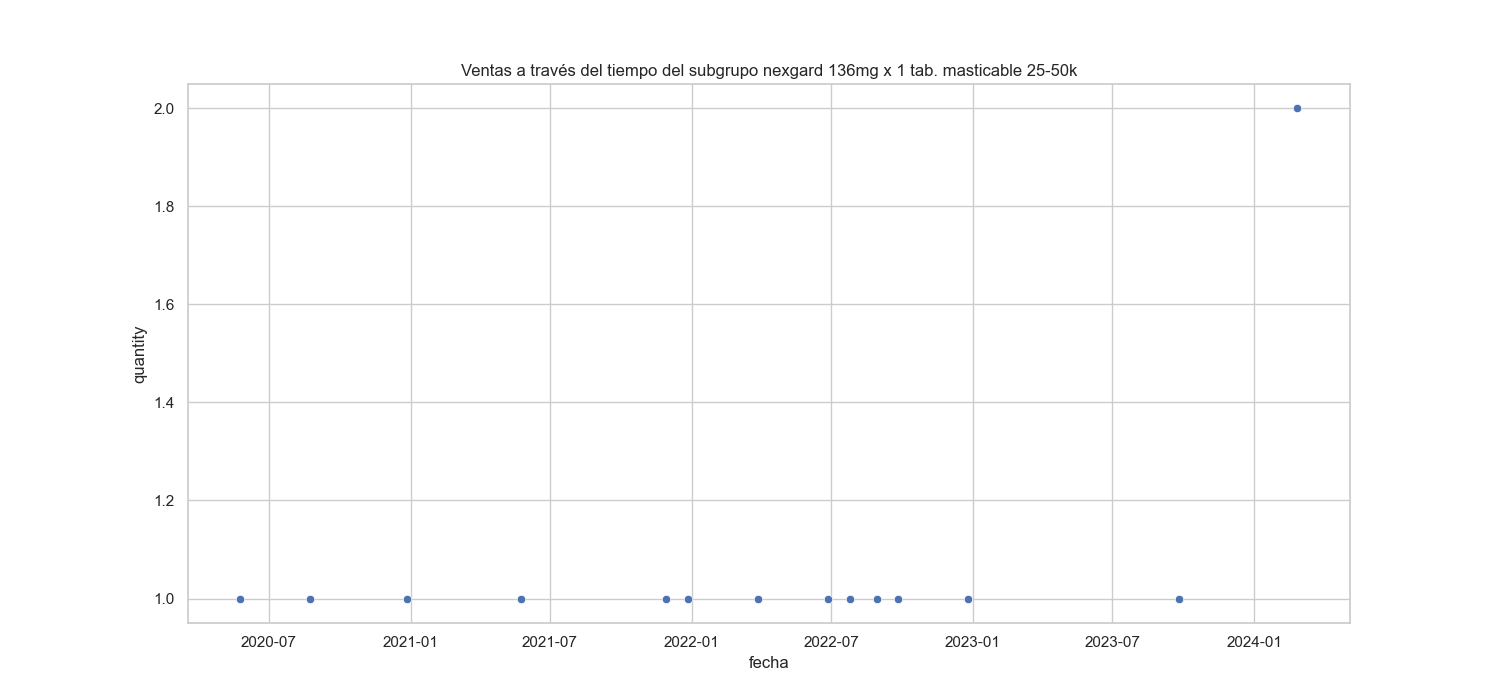 Ventas a través del tiempo del subgrupo nexgard 136mg x 1 tab. masticable 25-50k
2.0
1.8
1.6
1.4
1.2
1.0
quantity
2020-07 2021-01 2021-07 2022-01 2022-07 2023-01 2023-07 2024-01
fecha